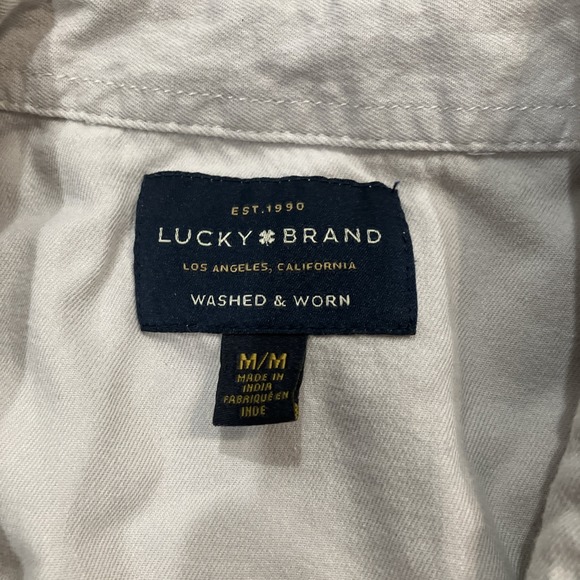 EST.1990
LUCKY BRAND
LOS ANGELES, CALIFORNIA
WASHED & WORN
M/M
MADE IN
INDIA
FABRIQUÉ EN
INDE